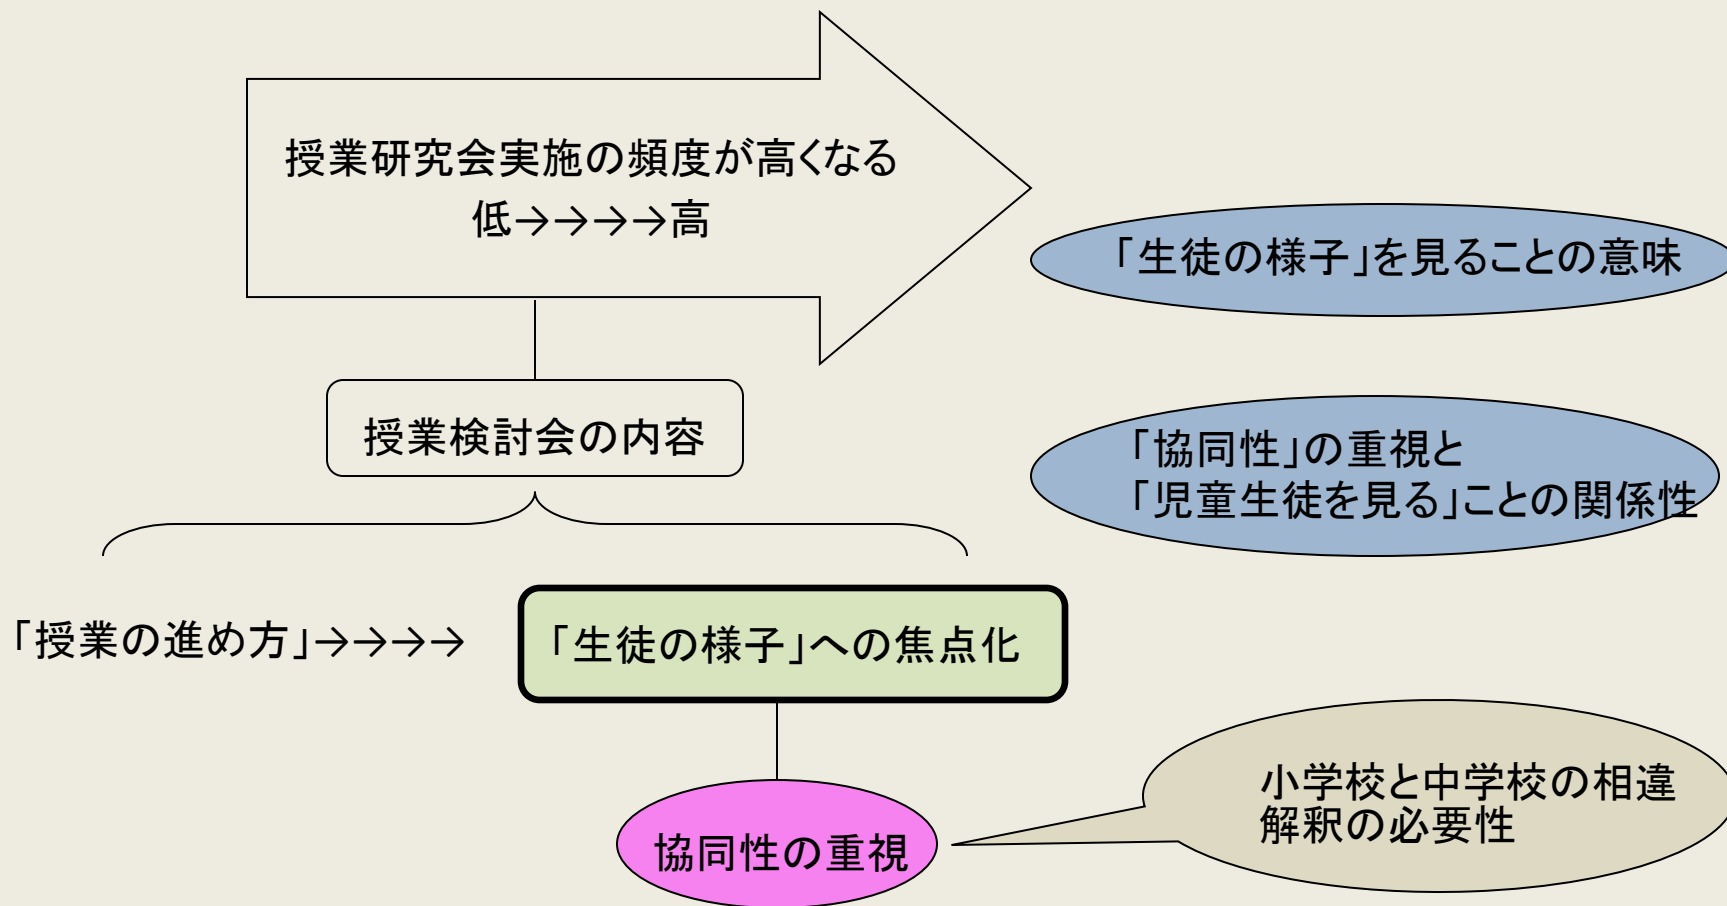 授業研究会実施の頻度が高くなる
低→→→→高
「生徒の様子」を見ることの意味
授業検討会の内容
「協同性」の重視と
「児童生徒を見る」ことの関係性
「授業の進め方」→→→→
「生徒の様子」への焦点化
小学校と中学校の相違
解釈の必要性
協同性の重視